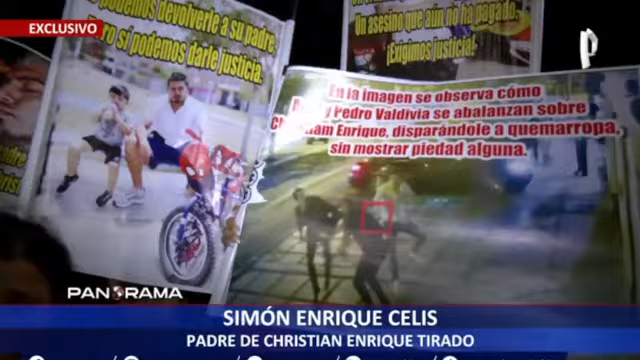 EXCLUSIVO
podemos devolverle a su padre,
Pero sí podemos darle justicia.
Un asesino que aún no ha pagado.
¡Exigimos justicia!
En la imagen se observa cómo
y Pedro Valdivia se abalanzan sobre
Enrique, disparándole a quemarropa,
sin mostrar piedad alguna.
PANORAMA
SIMÓN ENRIQUE CELIS
PADRE DE CHRISTIAN ENRIQUE TIRADO